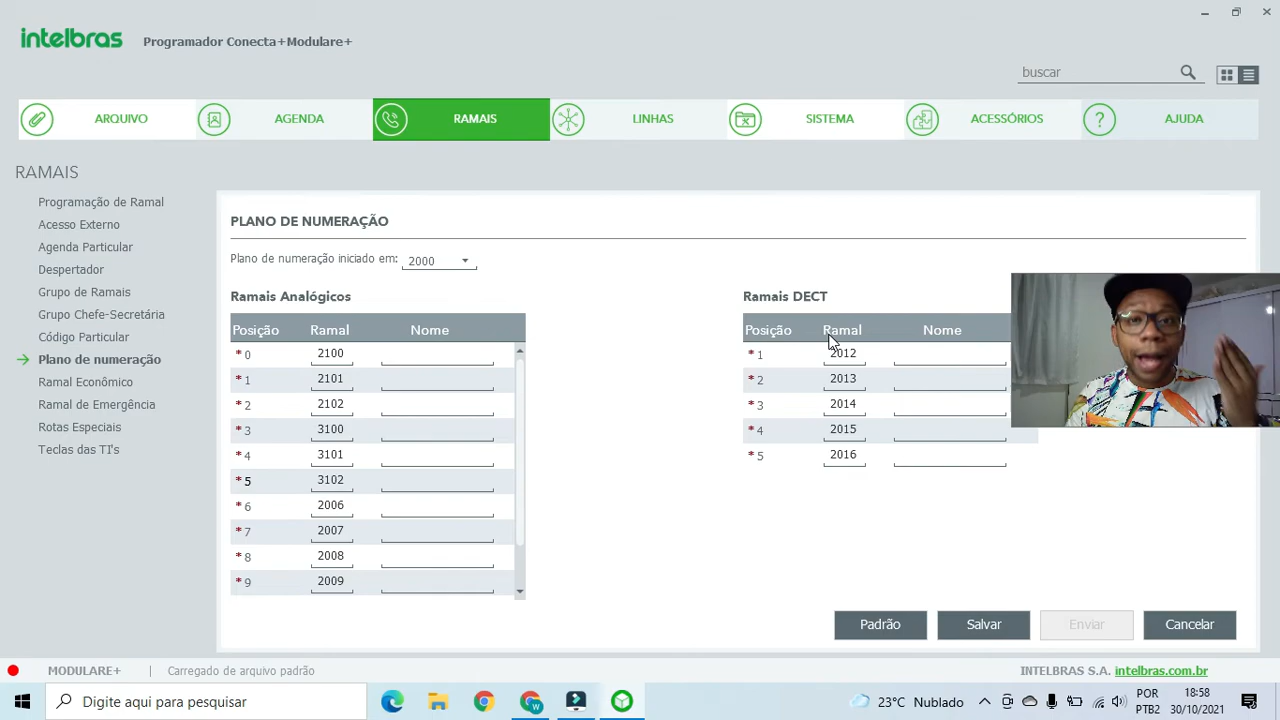 intelbras
Programador Conecta+Modulare+
buscar
ARQUIVO
AGENDA
RAMAIS
LINHAS
SISTEMA
ACESSÓRIOS
?
AJUDA
RAMAIS
Programação de Ramal
Acesso Externo
Agenda Particular
Despertador
Grupo de Ramais
Grupo Chefe-Secretária
Código Particular
Plano de numeração
Ramal Econômico
Ramal de Emergência
Rotas Especiais
Teclas das TI's
PLANO DE NUMERAÇÃO
Plano de numeração iniciado em: 2000
Ramais Analógicos
Posição Ramal Nome
* 0 2100
* 1 2101
* 2 2102
* 3 3100
* 4 3101
* 5 3102
* 6 2006
* 7 2007
* 8 2008
* 9 2009
Ramais DECT
Posição Ramal Nome
* 1 2012
* 2 2013
* 3 2014
* 4 2015
* 5 2016
Padrão
Salvar
Enviar
Cancelar
MODULARE+ | Carregado de arquivo padrão
INTELBRAS S.A. intelbras.com.br
Digite aqui para pesquisar
W
23°C Nublado
POR
PTB2
18:58
30/10/2021